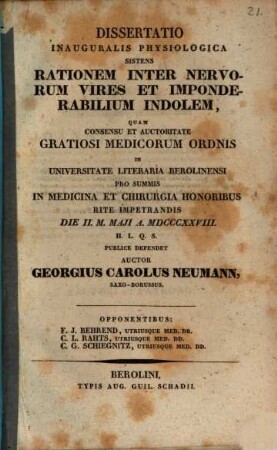 21.
DISSERTATIO
INAUGURALIS PHYSIOLOGICA
SISTENS
RATIONEM INTER NERVO-
RUM VIRES ET IMPONDE-
RABILIUM INDOLEM,
QUAM
CONSENSU ET AUCTORITATE
GRATIOSI MEDICORUM ORDNIS
IN
UNIVERSITATE LITERARIA BEROLINENSI
PRO SUMMIS
IN MEDICINA ET CHIRURGIA HONORIBUS
RITE IMPETRANDIS
DIE II. M. MAJI A. MDCCCXXVIII.
H. L. Q. S.
PUBLICE DEFENDET
AUCTOR
GEORGIUS CAROLUS NEUMANN,
SAXO-BORUSSUS.
OPPONENTIBUS:
F. J. BEHREND, UTRIUSQUE MED. DR.
C. L. RAHTS, UTRIUSQUE MED. DD.
C. G. SCHIEGNITZ, UTRIUSQUE MED. DD.
BEROLINI,
TYPIS AUG. GUIL. SCHADII.